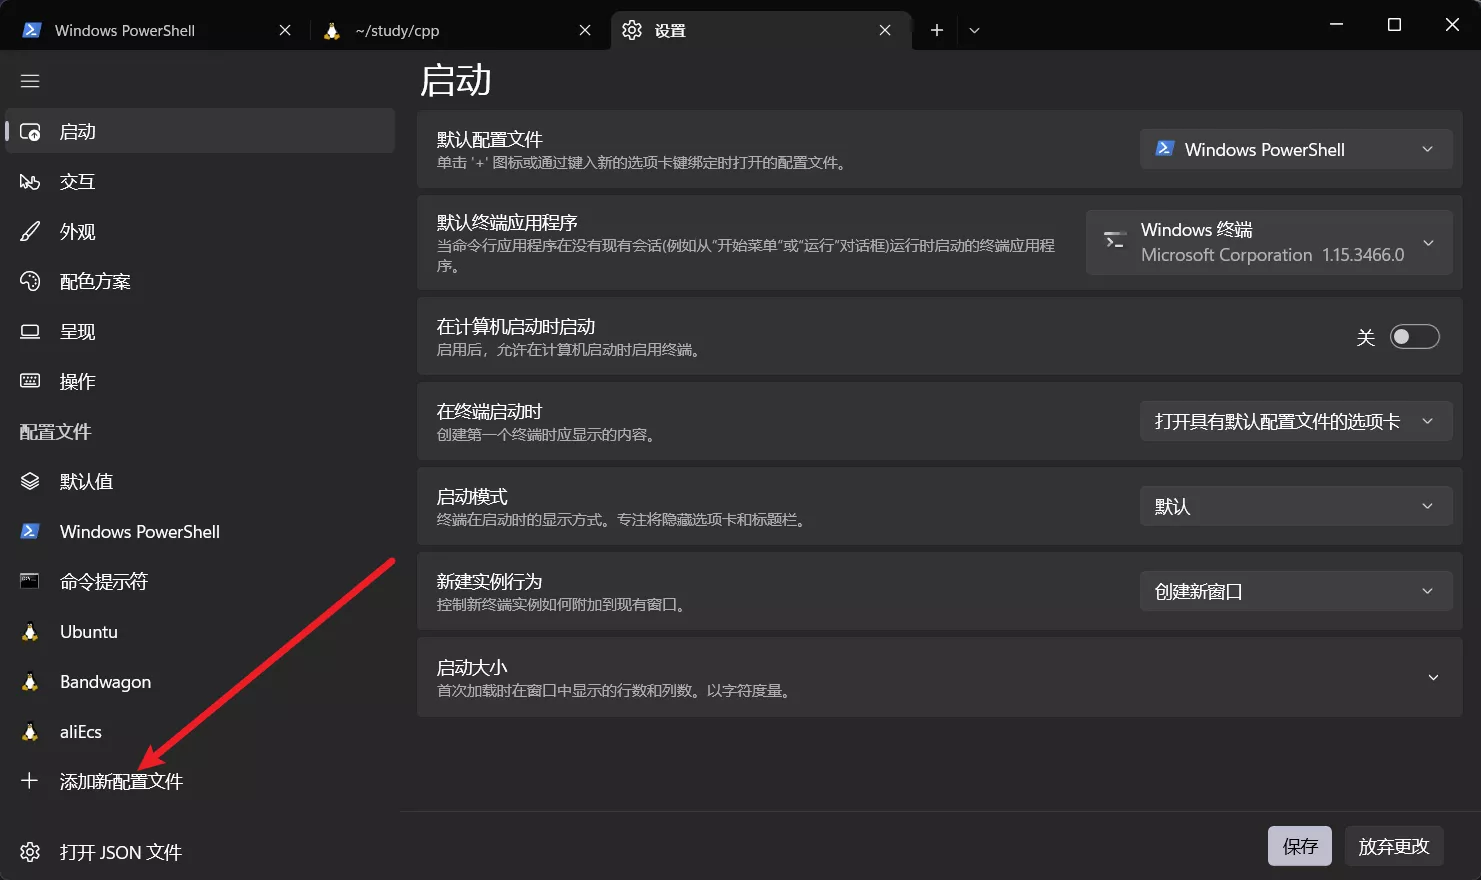 Windows PowerShell
~/study/cpp
设置
启动
交互
外观
配色方案
呈现
操作
配置文件
默认值
Windows PowerShell
命令提示符
Ubuntu
Bandwagon
aliEcs
添加新配置文件
打开 JSON 文件
启动
默认配置文件
单击 '+' 图标或通过键入新的选项卡键绑定时打开的配置文件。
Windows PowerShell
默认终端应用程序
当命令行应用程序在没有现有会话(例如从“开始菜单”或“运行”对话框)运行时启动的终端应用程
序。
Windows 终端
Microsoft Corporation 1.15.3466.0
在计算机启动时启动
启用后，允许在计算机启动时启用终端。
关
在终端启动时
创建第一个终端时应显示的内容。
打开具有默认配置文件的选项卡
启动模式
终端在启动时的显示方式。专注将隐藏选项卡和标题栏。
默认
新建实例行为
控制新终端实例如何附加到现有窗口。
创建新窗口
启动大小
首次加载时在窗口中显示的行数和列数。以字符度量。
保存
放弃更改